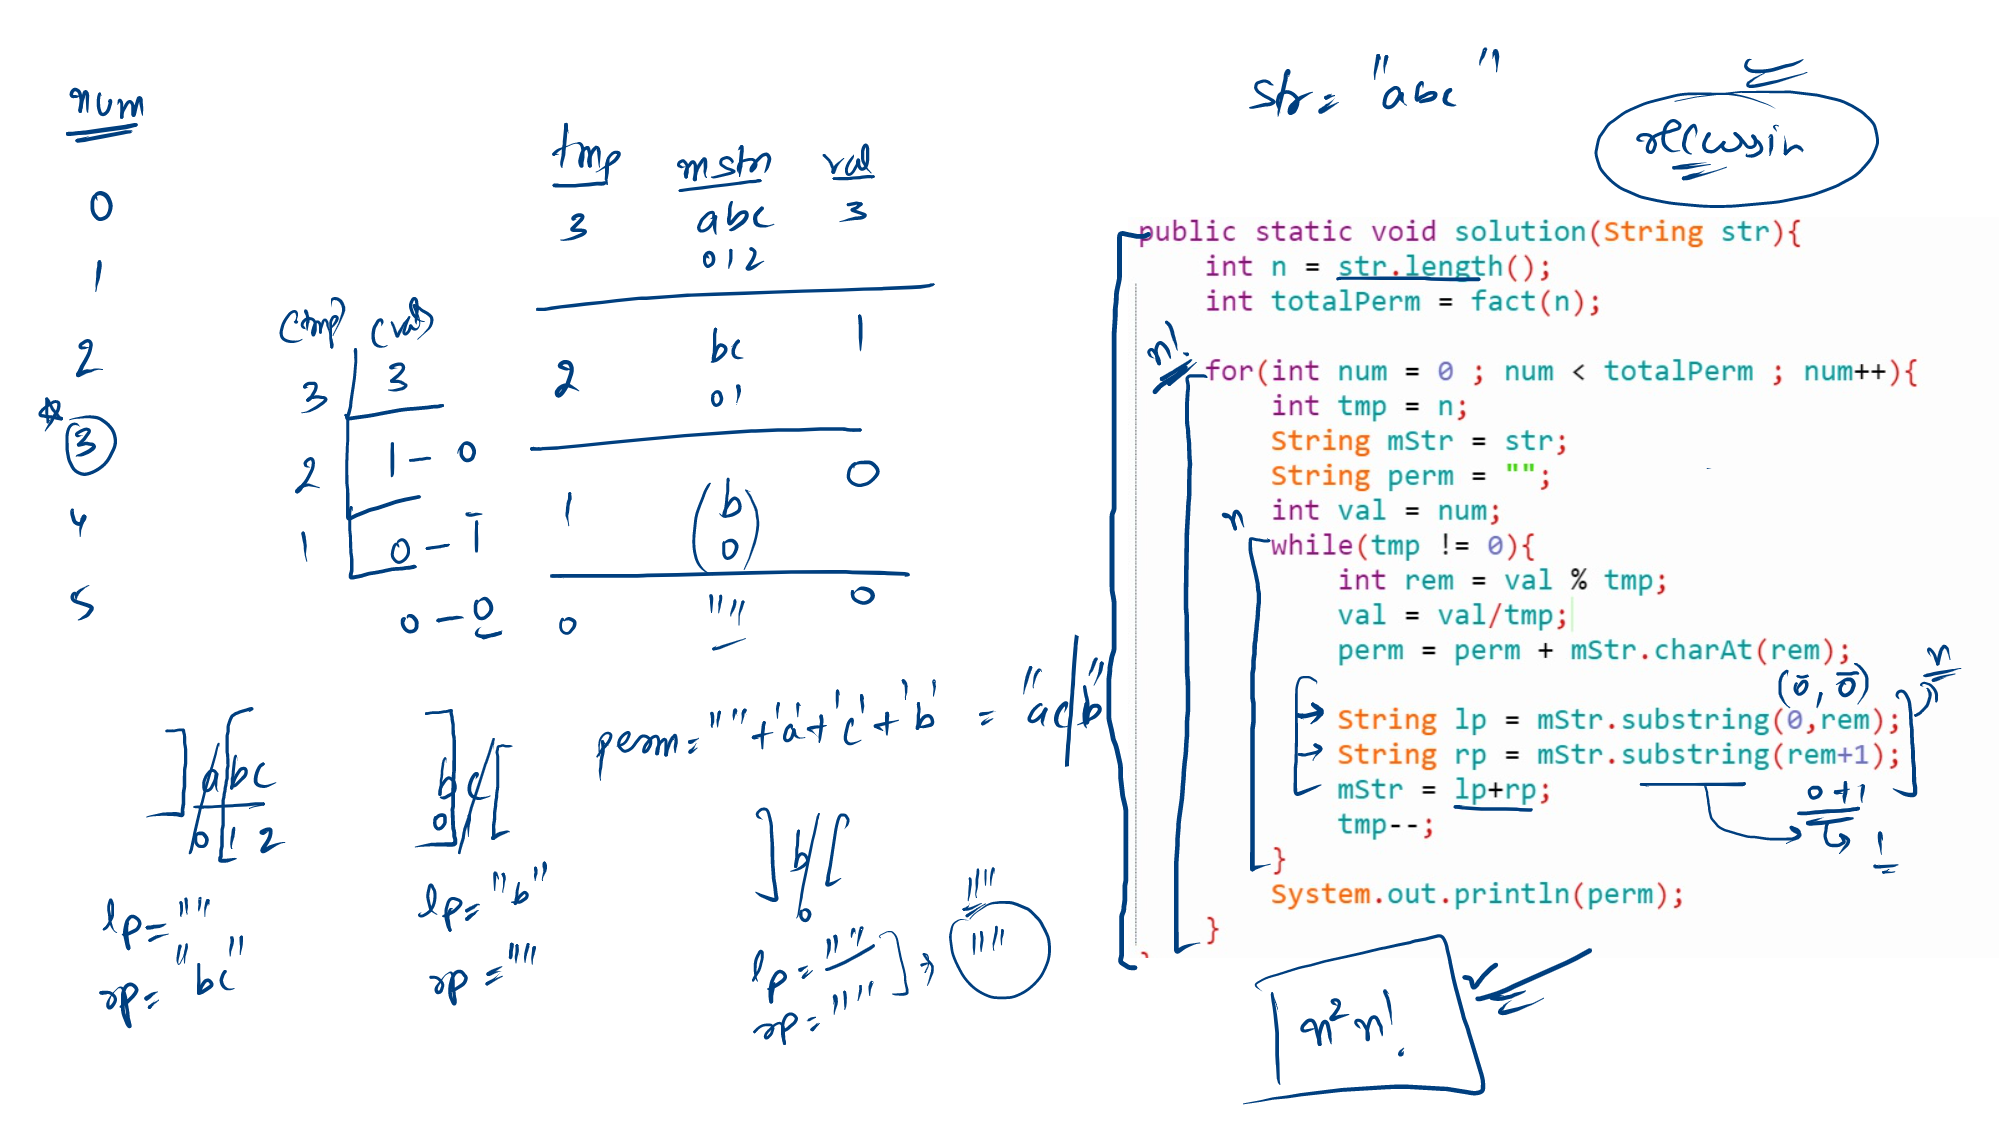 num
0
1
2
3
4
5
(tmp) (val)
3 3
2 1 - 0
1 0 - 1
0 - 0
tmp mstr val
3 abc 3
012
2 bc 1
01
1 b 0
0
0 "" 0
perm = "" + 'a' + 'c' + 'b' = "acb"
abc
0 1 2
lp = ""
rp = "bc"
bc
0 1
lp = "b"
rp = ""
b
0
lp = ""
rp = ""
""
""
str = "abc"
public static void solution(String str){
int n = str.length();
int totalPerm = fact(n);
n!
for(int num = 0 ; num < totalPerm ; num++){
int tmp = n;
String mStr = str;
String perm = "";
int val = num;
n
while(tmp != 0){
int rem = val % tmp;
val = val/tmp;
perm = perm + mStr.charAt(rem);
n
(0, 0)
String lp = mStr.substring(0,rem);
String rp = mStr.substring(rem+1);
mStr = lp+rp;
0+1
1
tmp--;
}
System.out.println(perm);
}
}
n² n!